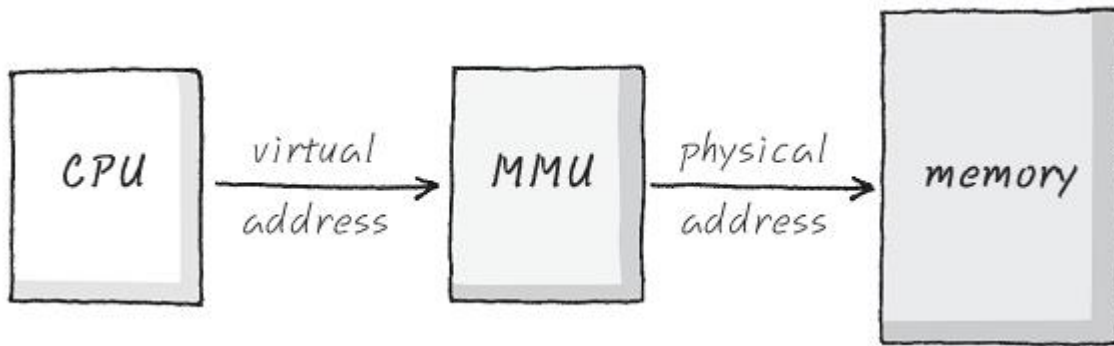 CPU
virtual
address
MMU
physical
address
memory